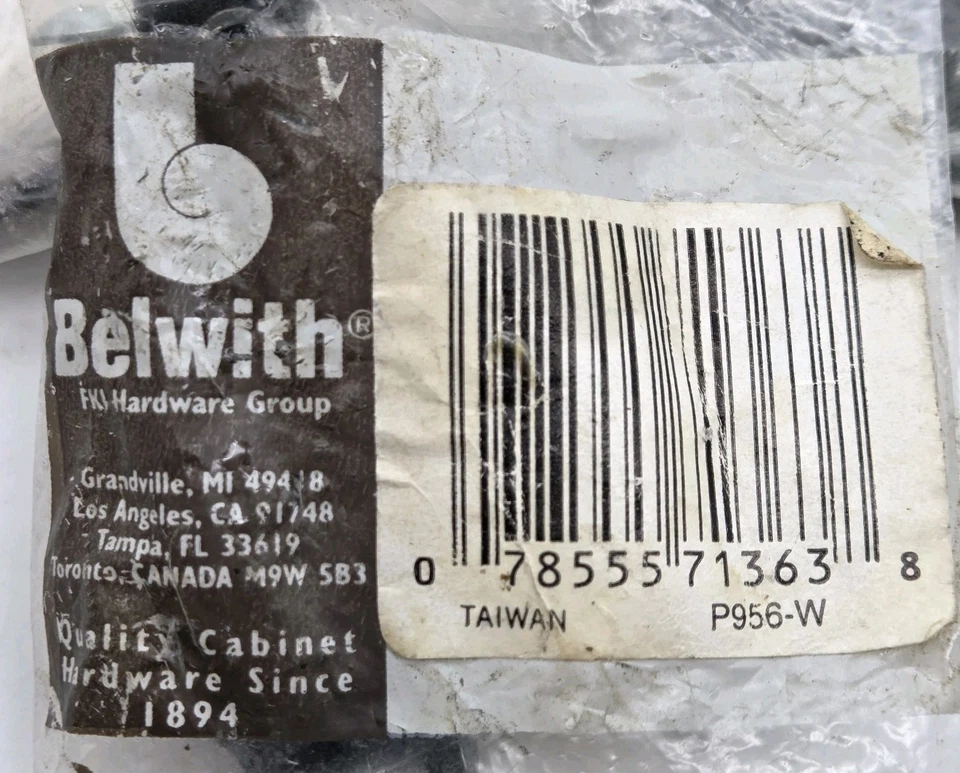 Belwith®
FKI Hardware Group
Grandville, MI 49418
Los Angeles, CA 91748
Tampa, FL 33619
Toronto, CANADA M9W 5B3
Quality Cabinet
Hardware Since
1894
0 78555 71363 8
TAIWAN P956-W